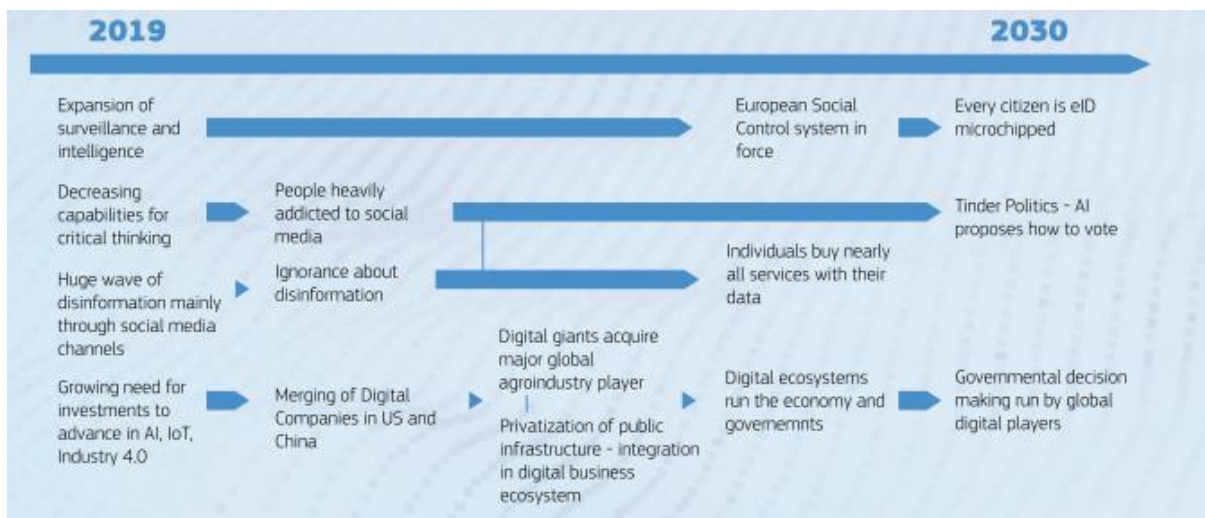 2019
2030
Expansion of
surveillance and
intelligence
European Social
Control system in
force
Every citizen is eID
microchipped
Decreasing
capabilities for
critical thinking
People heavily
addicted to social
media
Tinder Politics - AI
proposes how to vote
Huge wave of
disinformation mainly
through social media
channels
Ignorance about
disinformation
Individuals buy nearly
all services with their
data
Growing need for
investments to
advance in AI, IoT,
Industry 4.0
Merging of Digital
Companies in US and
China
Digital giants acquire
major global
agroindustry player
Privatization of public
infrastructure - integration
in digital business
ecosystem
Digital ecosystems
run the economy and
governemnts
Governmental decision
making run by global
digital players